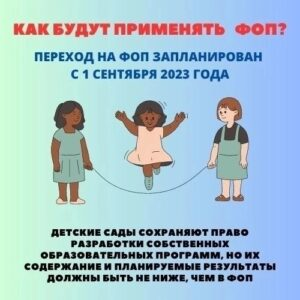 КАК БУДУТ ПРИМЕНЯТЬ ФОП?
ПЕРЕХОД НА ФОП ЗАПЛАНИРОВАН
С 1 СЕНТЯБРЯ 2023 ГОДА
ДЕТСКИЕ САДЫ СОХРАНЯЮТ ПРАВО
РАЗРАБОТКИ СОБСТВЕННЫХ
ОБРАЗОВАТЕЛЬНЫХ ПРОГРАММ, НО ИХ
СОДЕРЖАНИЕ И ПЛАНИРУЕМЫЕ РЕЗУЛЬТАТЫ
ДОЛЖНЫ БЫТЬ НЕ НИЖЕ, ЧЕМ В ФОП